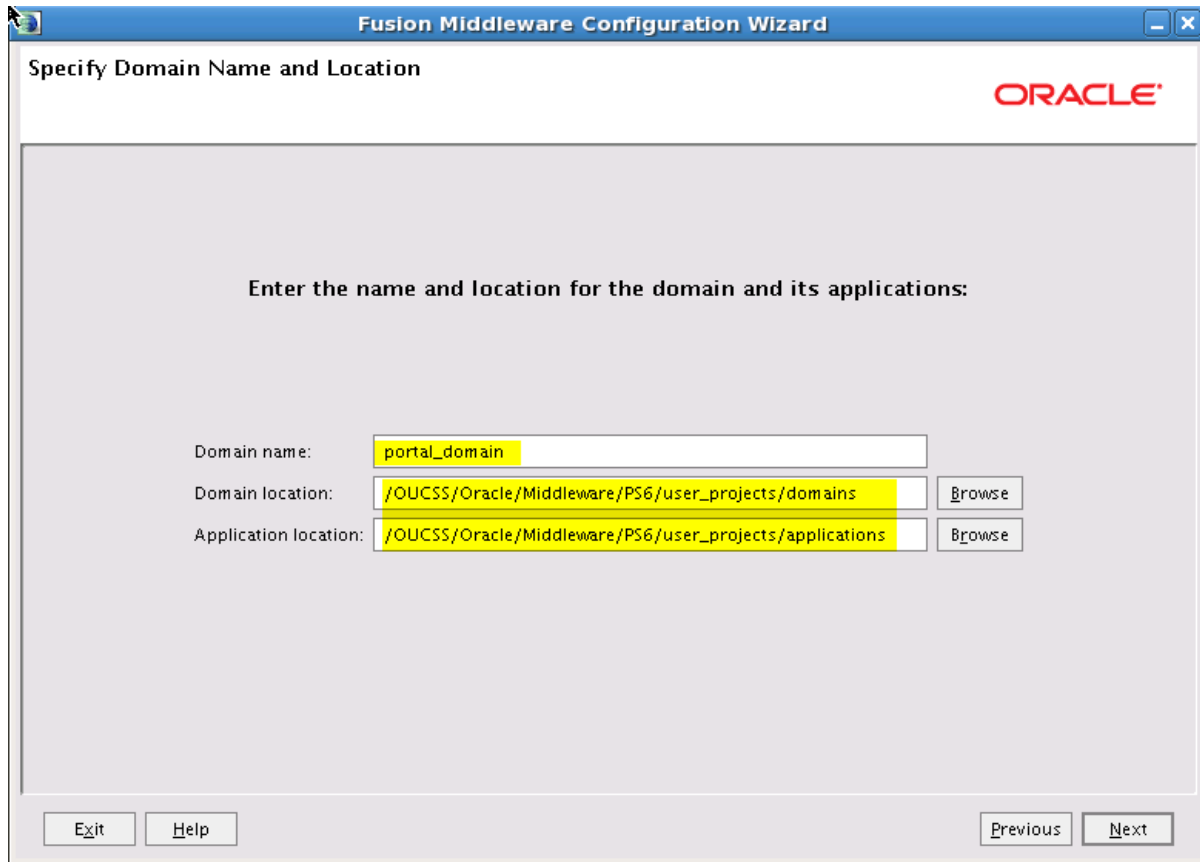 Fusion Middleware Configuration Wizard
Specify Domain Name and Location
ORACLE
Enter the name and location for the domain and its applications:
Domain name: portal_domain
Domain location: /OUCSS/Oracle/Middleware/PS6/user_projects/domains Browse
Application location: /OUCSS/Oracle/Middleware/PS6/user_projects/applications Browse
Exit Help Previous Next